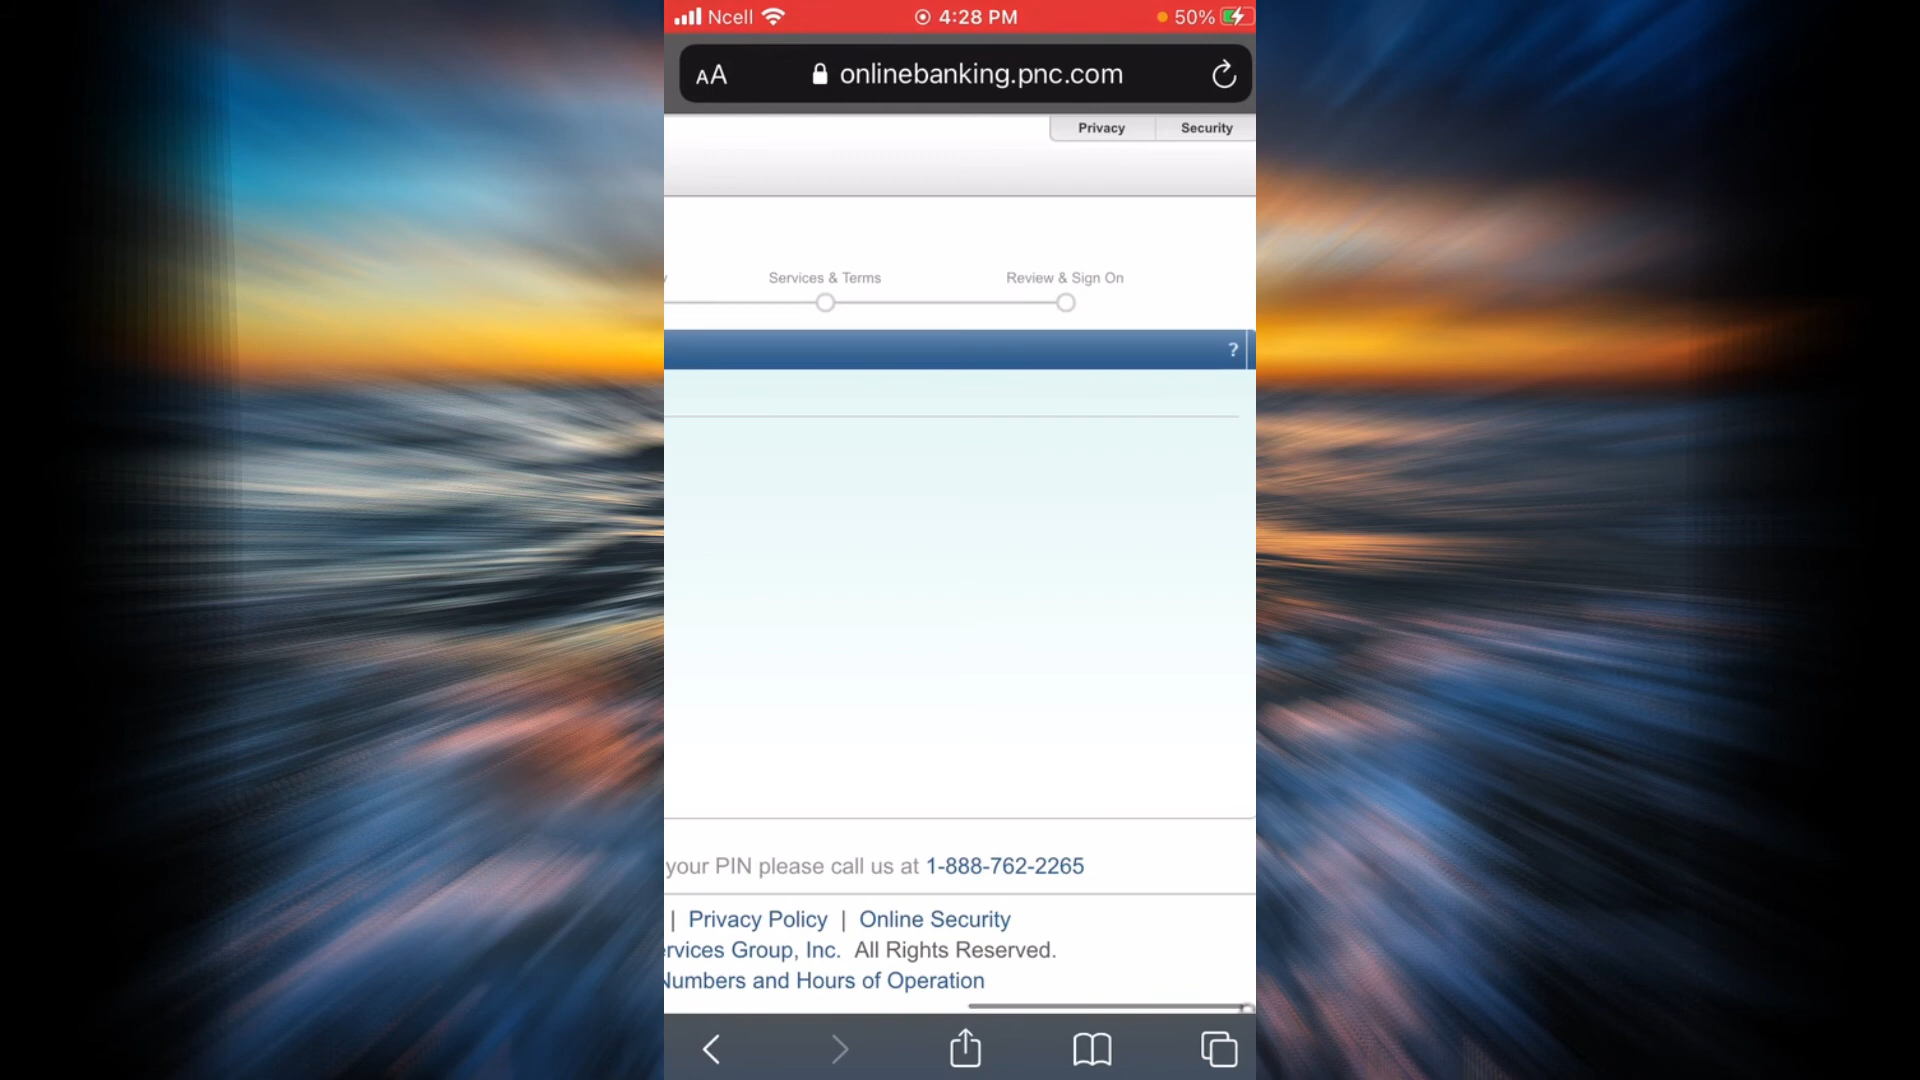 Ncell 4:28 PM 50%
AA onlinebanking.pnc.com
Privacy Security
Services & Terms Review & Sign On
?
your PIN please call us at 1-888-762-2265
| Privacy Policy | Online Security
ervices Group, Inc. All Rights Reserved.
Numbers and Hours of Operation